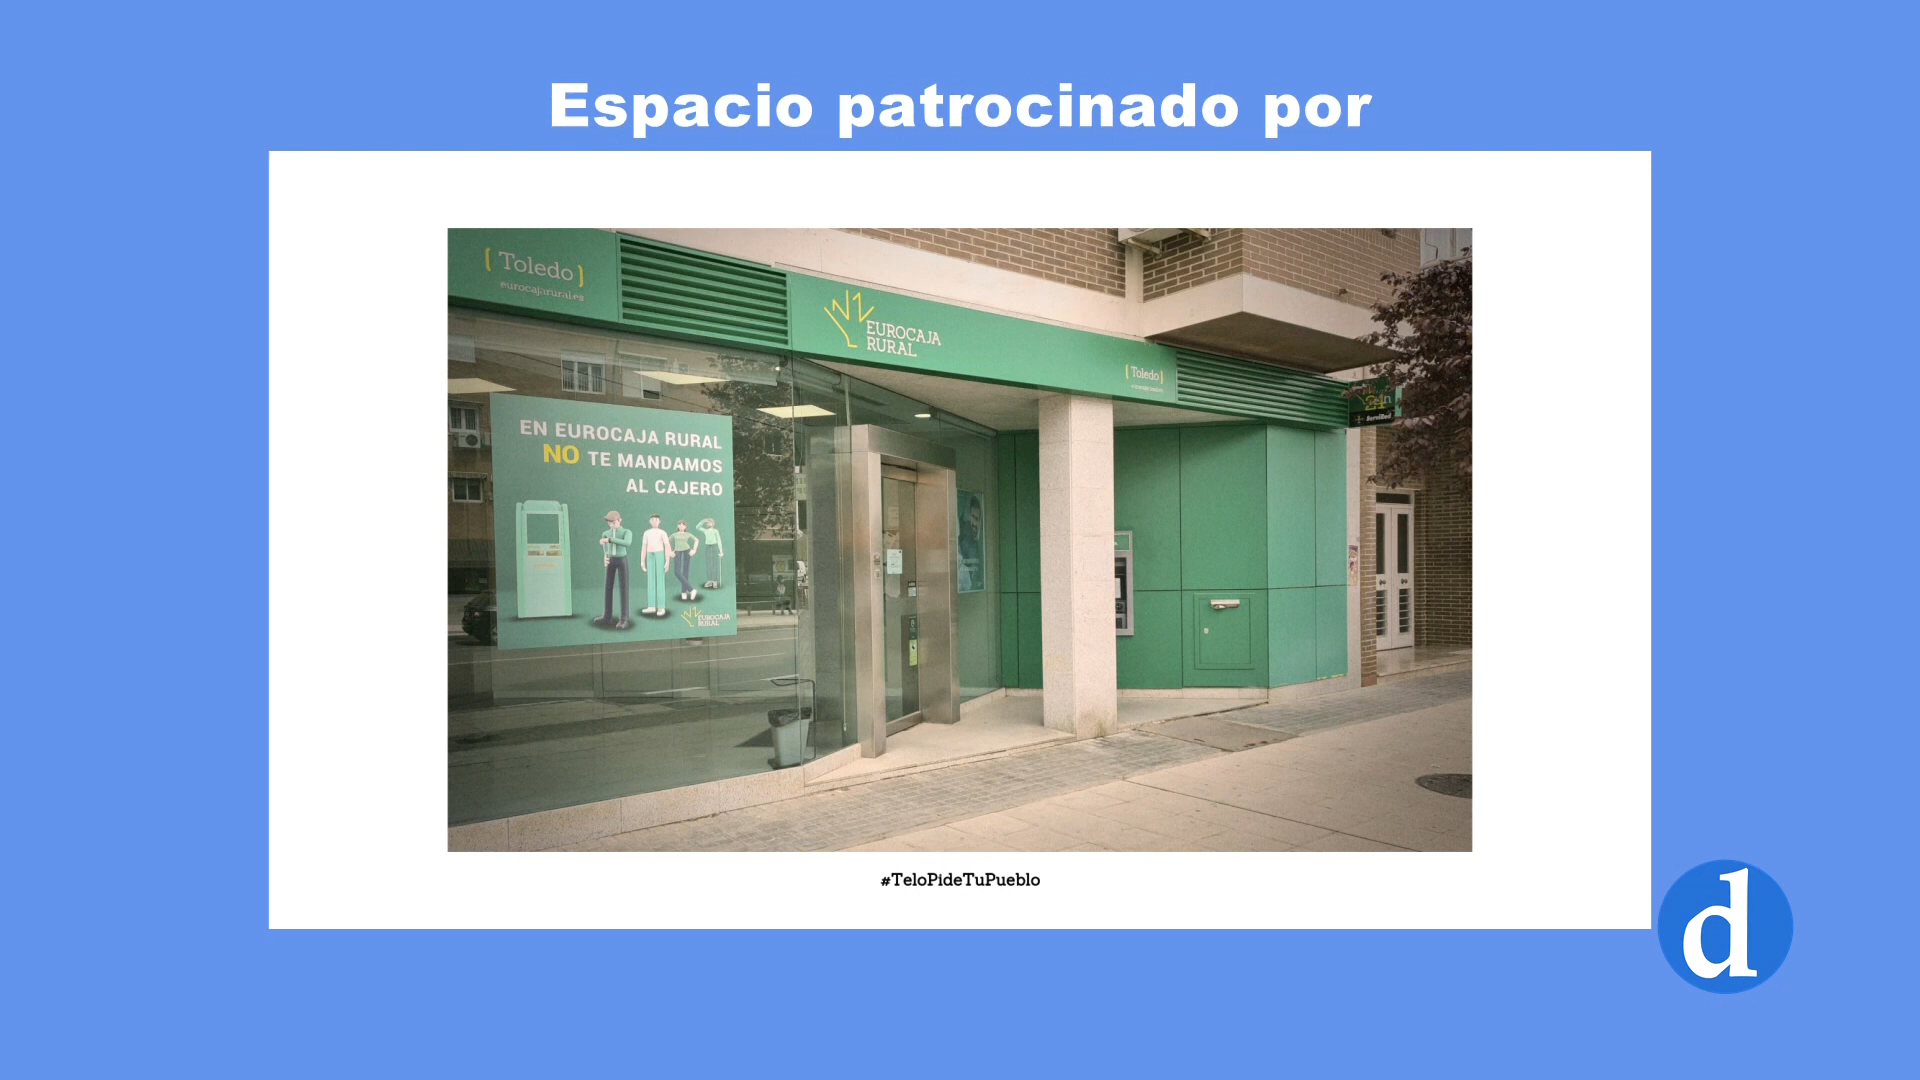 Espacio patrocinado por
[ Toledo ]
eurocajarural.es
EUROCAJA
RURAL
[ Toledo ]
EN EUROCAJA RURAL
NO TE MANDAMOS
AL CAJERO
EUROCAJA
RURAL
#TeloPideTuPueblo
d